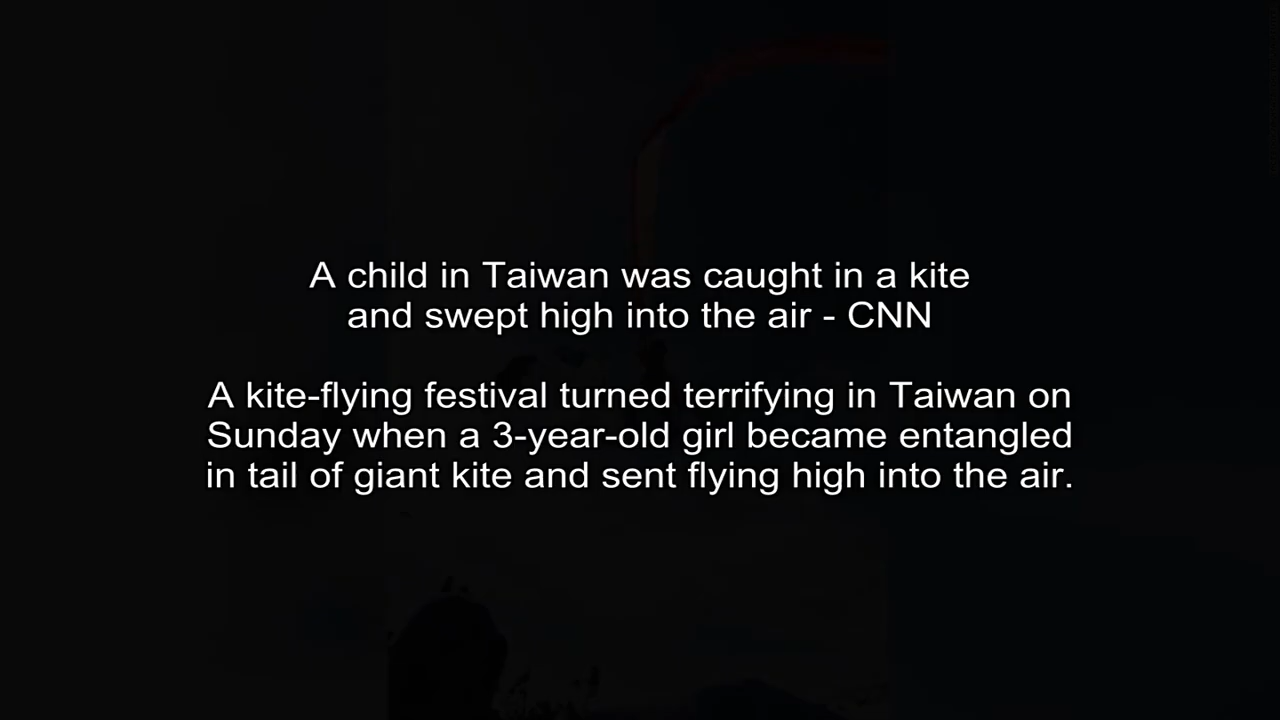 A child in Taiwan was caught in a kite
and swept high into the air - CNN
A kite-flying festival turned terrifying in Taiwan on
Sunday when a 3-year-old girl became entangled
in tail of giant kite and sent flying high into the air.